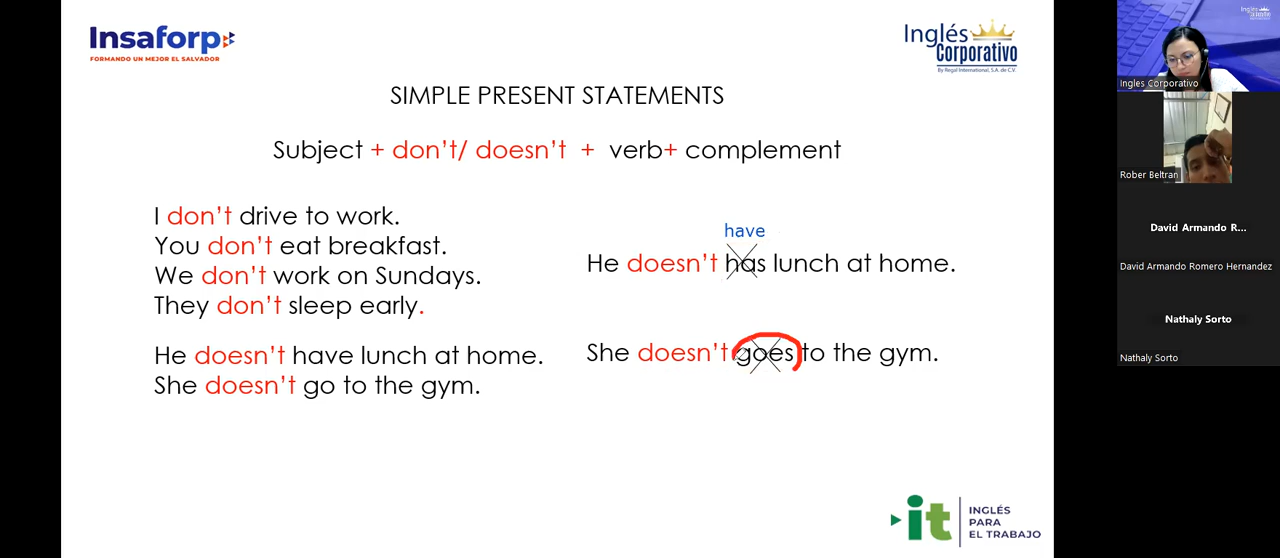 Insaforp
FORMANDO UN MEJOR EL SALVADOR
Inglés
Corporativo
By Regal International, S.A. de C.V.
SIMPLE PRESENT STATEMENTS
Subject + don't/ doesn't + verb+ complement
I don't drive to work.
You don't eat breakfast.
We don't work on Sundays.
They don't sleep early.
He doesn't have lunch at home.
She doesn't go to the gym.
have
He doesn't has lunch at home.
She doesn't goes to the gym.
it
INGLÉS
PARA
EL TRABAJO
Ingles Corporativo
Rober Beltran
David Armando R...
David Armando Romero Hernandez
Nathaly Sorto
Nathaly Sorto